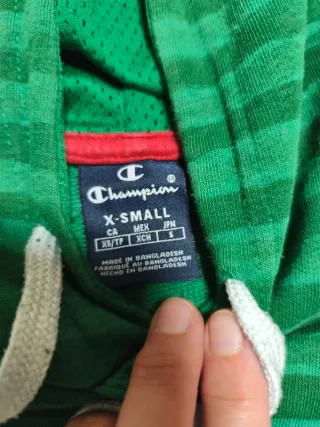 Champion®
X-SMALL
CA MEX JPN
XS/TP XCH S
MADE IN BANGLADESH
FABRIQUÉ AU BANGLADESH
HECHO EN BANGLADESH